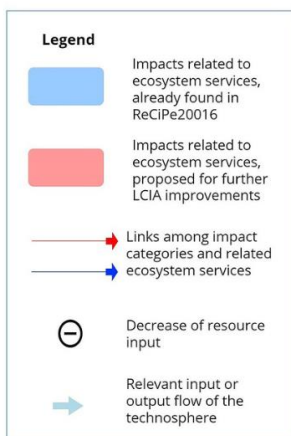 Legend
Impacts related to
ecosystem services,
already found in
ReCiPe20016
Impacts related to
ecosystem services,
proposed for further
LCIA improvements
Links among impact
categories and related
ecosystem services
Decrease of resource
input
Relevant input or
output flow of the
technosphere